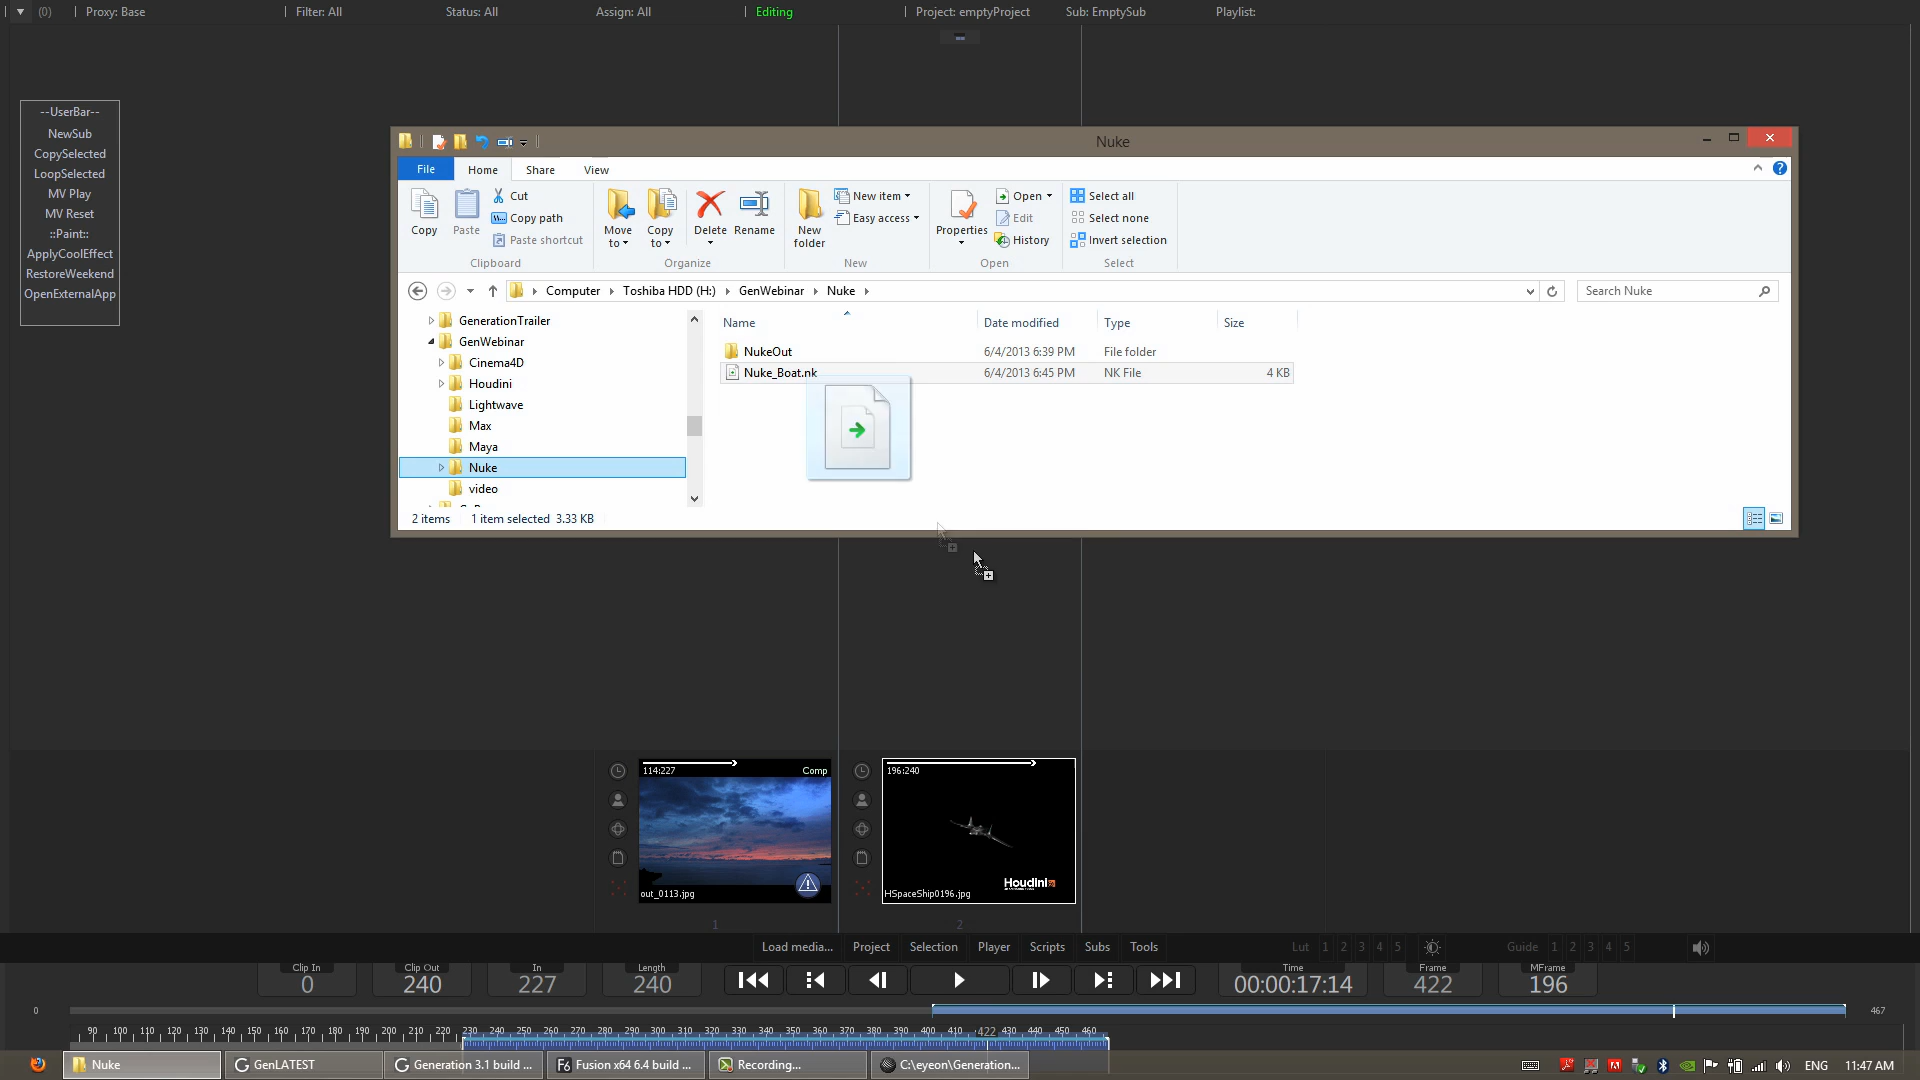 (0) Proxy: Base Filter: All Status: All Assign: All Editing Project: emptyProject Sub: EmptySub Playlist:
--UserBar--
NewSub
CopySelected
LoopSelected
MV Play
MV Reset
::Paint::
ApplyCoolEffect
RestoreWeekend
OpenExternalApp
Nuke
File Home Share View
Copy
Paste
Cut
Copy path
Paste shortcut
Clipboard
Move to
Copy to
Delete
Rename
Organize
New folder
New item
Easy access
New
Properties
Open
Edit
History
Open
Select all
Select none
Invert selection
Select
Computer Toshiba HDD (H:) GenWebinar Nuke
Search Nuke
GenerationTrailer
GenWebinar
Cinema4D
Houdini
Lightwave
Max
Maya
Nuke
video
Name Date modified Type Size
NukeOut 6/4/2013 6:39 PM File folder
Nuke_Boat.nk 6/4/2013 6:45 PM NK File 4 KB
2 items 1 item selected 3.33 KB
114:227 Comp
out_0113.jpg
1
196:240
Houdini
HSpaceShip0196.jpg
2
Load media... Project Selection Player Scripts Subs Tools Lut 1 2 3 4 5 Guide 1 2 3 4 5
Clip In Clip Out In Length Time Frame MFrame
0 240 227 240 00:00:17:14 422 196
0 467
90 100 110 120 130 140 150 160 170 180 190 200 210 220 230 240 250 260 270 280 290 300 310 320 330 340 350 360 370 380 390 400 410 422 430 440 450 460
Nuke GenLATEST Generation 3.1 build ... Fusion x64 6.4 build ... Recording... C:\eyeon\Generation... ENG 11:47 AM